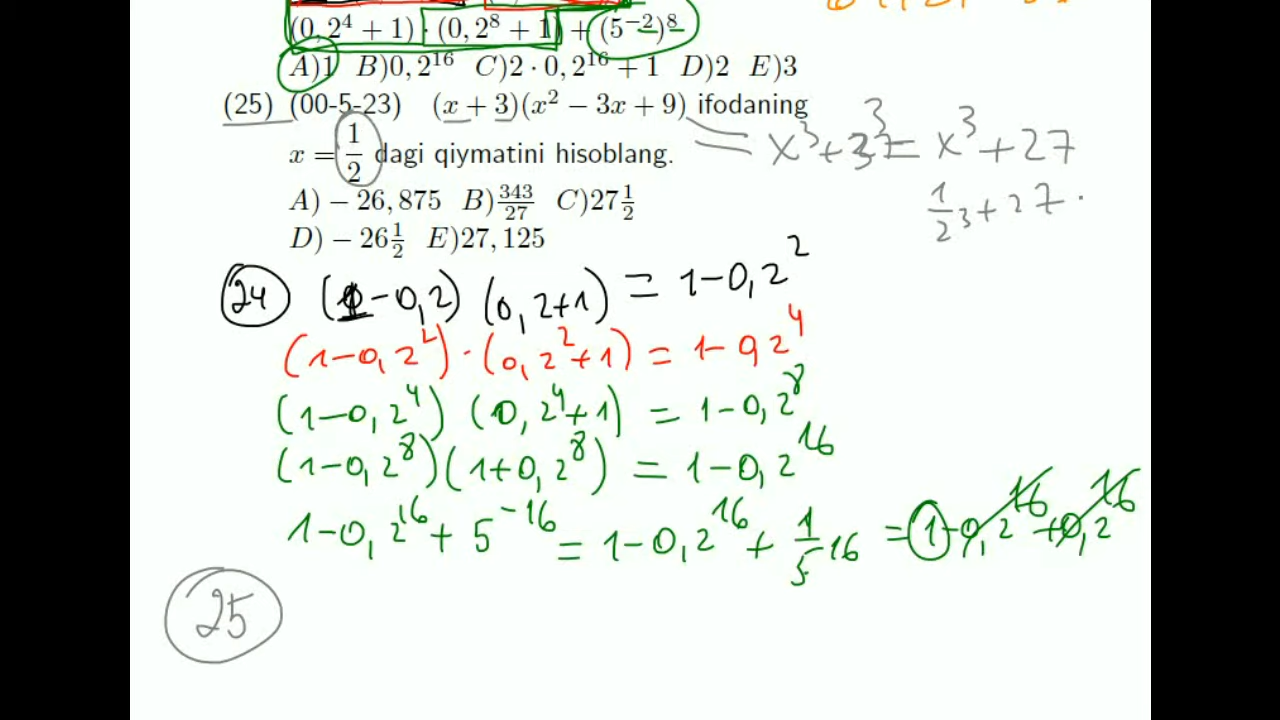 (0, 2⁴ + 1) · (0, 2⁸ + 1) + (5⁻²)⁸
A)1 B)0, 2¹⁶ C)2 · 0, 2¹⁶ + 1 D)2 E)3
(25) (00-5-23) (x + 3)(x² − 3x + 9) ifodaning = x³+3³ = x³+27
x = 1/2 dagi qiymatini hisoblang.
A) − 26, 875 B) 343/27 C)27 1/2
1/2³ + 27.
D) − 26 1/2 E)27, 125
24 (1-0,2) (0,2+1) = 1-0,2²
(1-0,2²)·(0,2²+1) = 1-0,2⁴
(1-0,2⁴) (0,2⁴+1) = 1-0,2⁸
(1-0,2⁸)(1+0,2⁸) = 1-0,2¹⁶
1-0,2¹⁶+5⁻¹⁶ = 1-0,2¹⁶ + 1/5¹⁶ = 1-0,2¹⁶+0,2¹⁶
25